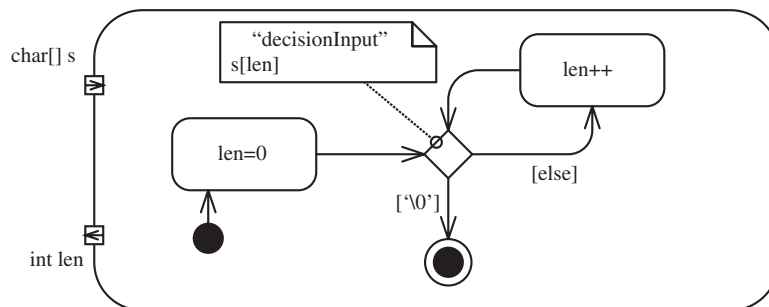 “decisionInput”
s[len]
char[] s
len++
len=0
[else]
[‘\0’]
int len